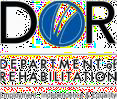 DOR
DEPARTMENT of
REHABILITATION